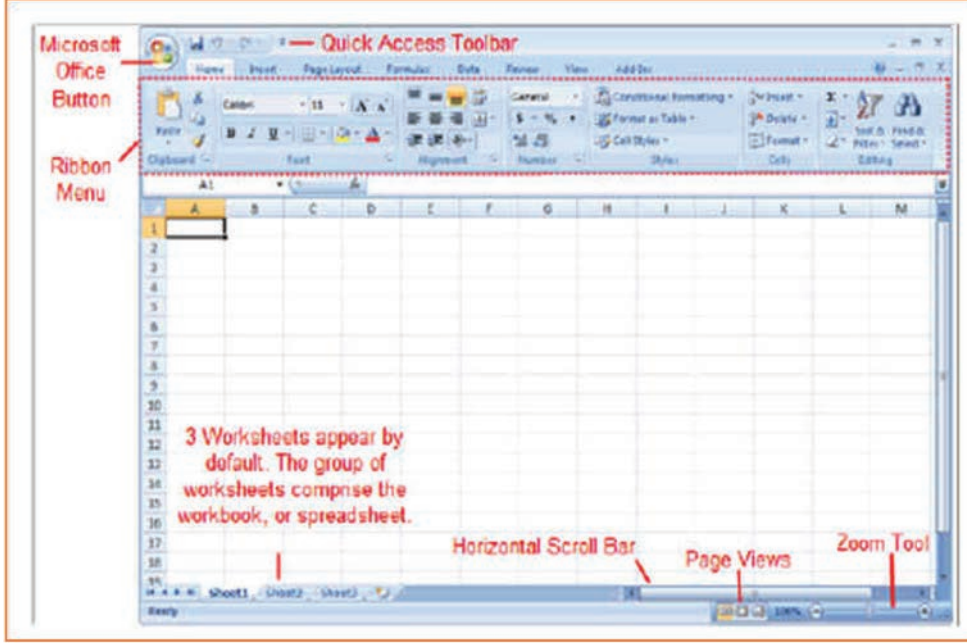 Microsoft Office Button
Quick Access Toolbar
Home Insert Page Layout Formulas Data Review View Add-Ins
Ribbon Menu
Paste
Calibri 11 A A
General
Conditional Formatting
Insert
Σ
B I U
A
$ % ,
Format as Table
Delete
Cell Styles
Format
Sort & Filter
Find & Select
Clipboard Font Alignment Number Styles Cells Editing
A1 fx
A B C D E F G H I J K L M
1
2
3
4
5
6
7
8
9
10
11
12
13
14
15
16
17
18
19
3 Worksheets appear by
default. The group of
worksheets comprise the
workbook, or spreadsheet.
Horizontal Scroll Bar
Page Views
Zoom Tool
Sheet1 Sheet2 Sheet3
Ready 100%